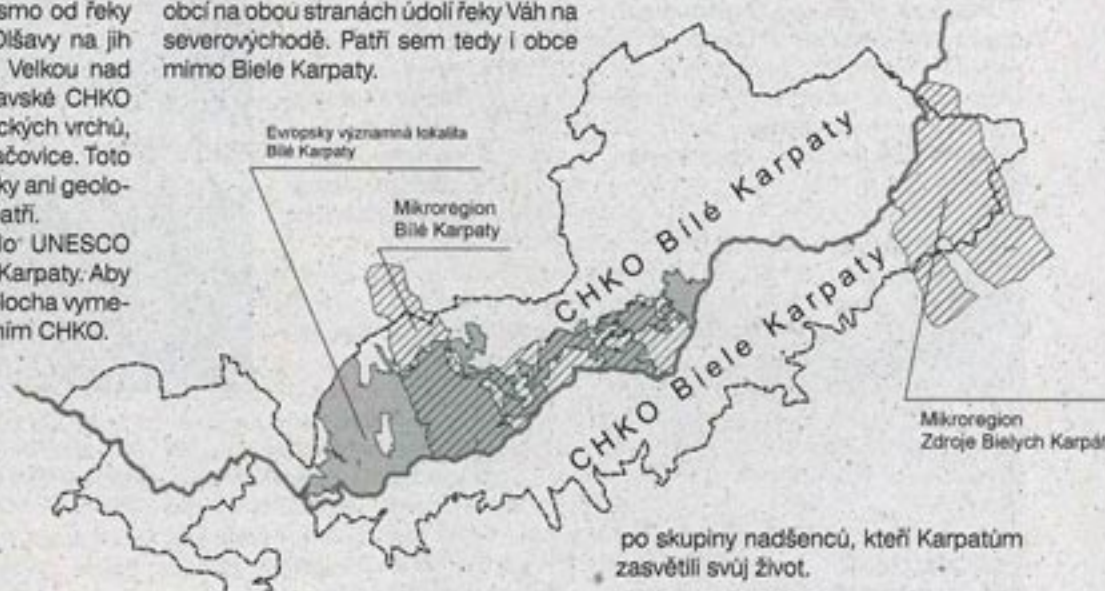 smo od řeky
Olšavy na jih
Velkou nad
avské CHKO
ckých vrchů,
ačovice. Toto
ky ani geolo-
patří.
lo" UNESCO
Karpaty. Aby
locha vyme-
ním CHKO.
obcí na obou stranách údolí řeky Váh na
severovýchodě. Patří sem tedy i obce
mimo Biele Karpaty.
Evropsky významná lokalita
Bílé Karpaty
Mikroregion
Bílé Karpaty
CHKO Bílé Karpaty
CHKO Biele Karpaty
Mikroregion
Zdroje Bielych Karpát
po skupiny nadšenců, kteří Karpatům
zasvětili svůj život.